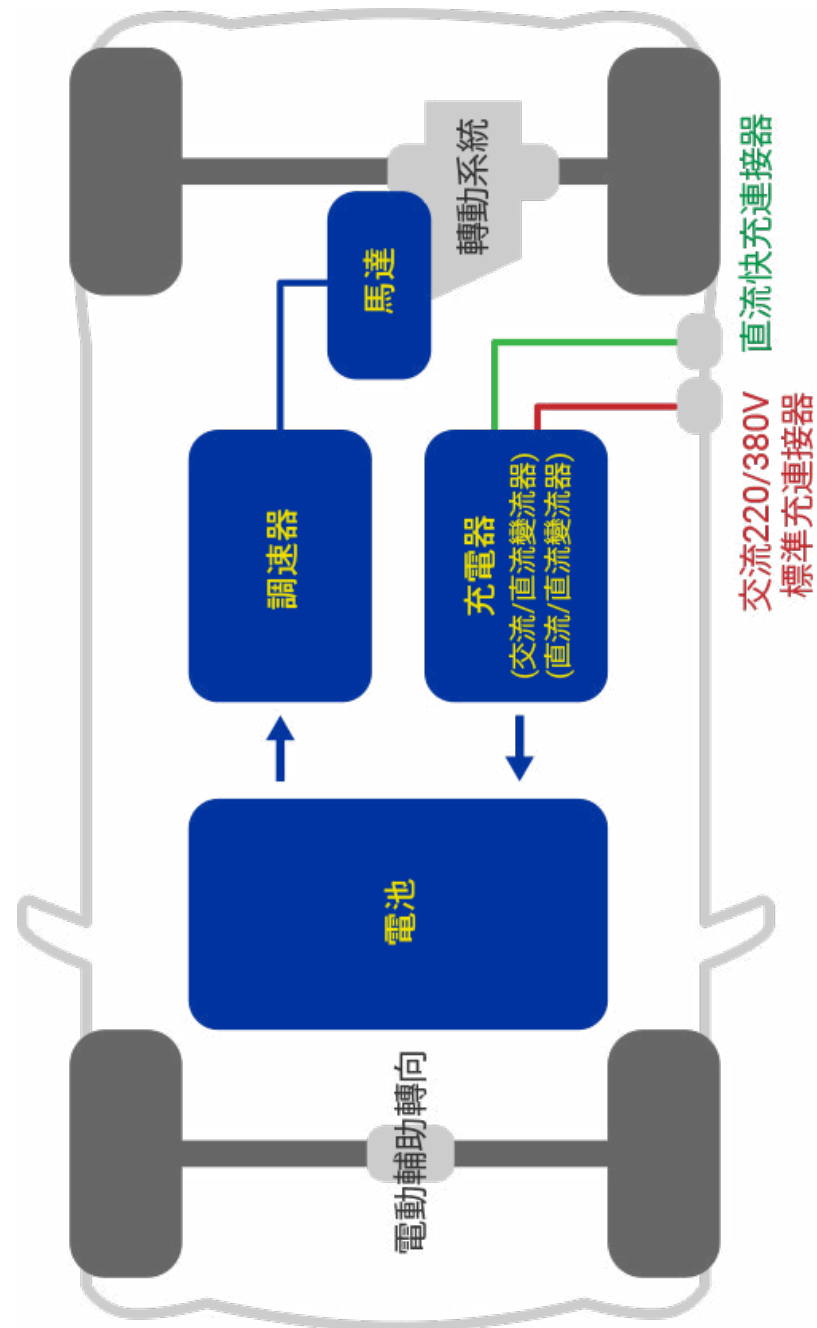 調速器
馬達
電動輔助轉向
電池
轉動系統
充電器
(交流/直流變流器)
(直流/直流變流器)
交流220/380V
標準充連接器
直流快充連接器